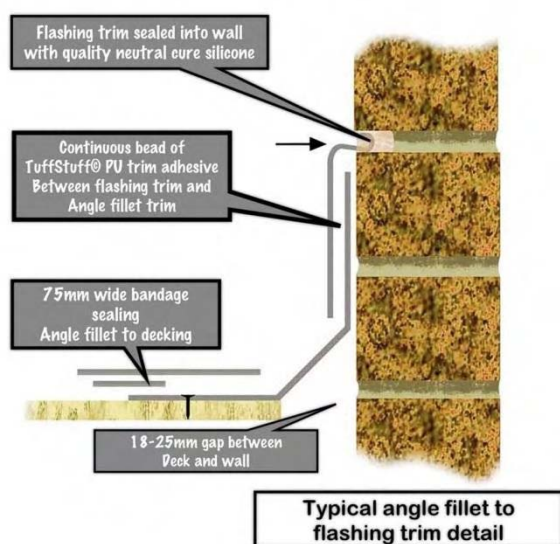 Flashing trim sealed into wall
with quality neutral cure silicone
Continuous bead of
TuffStuff® PU trim adhesive
Between flashing trim and
Angle fillet trim
75mm wide bandage
sealing
Angle fillet to decking
18-25mm gap between
Deck and wall
Typical angle fillet to
flashing trim detail